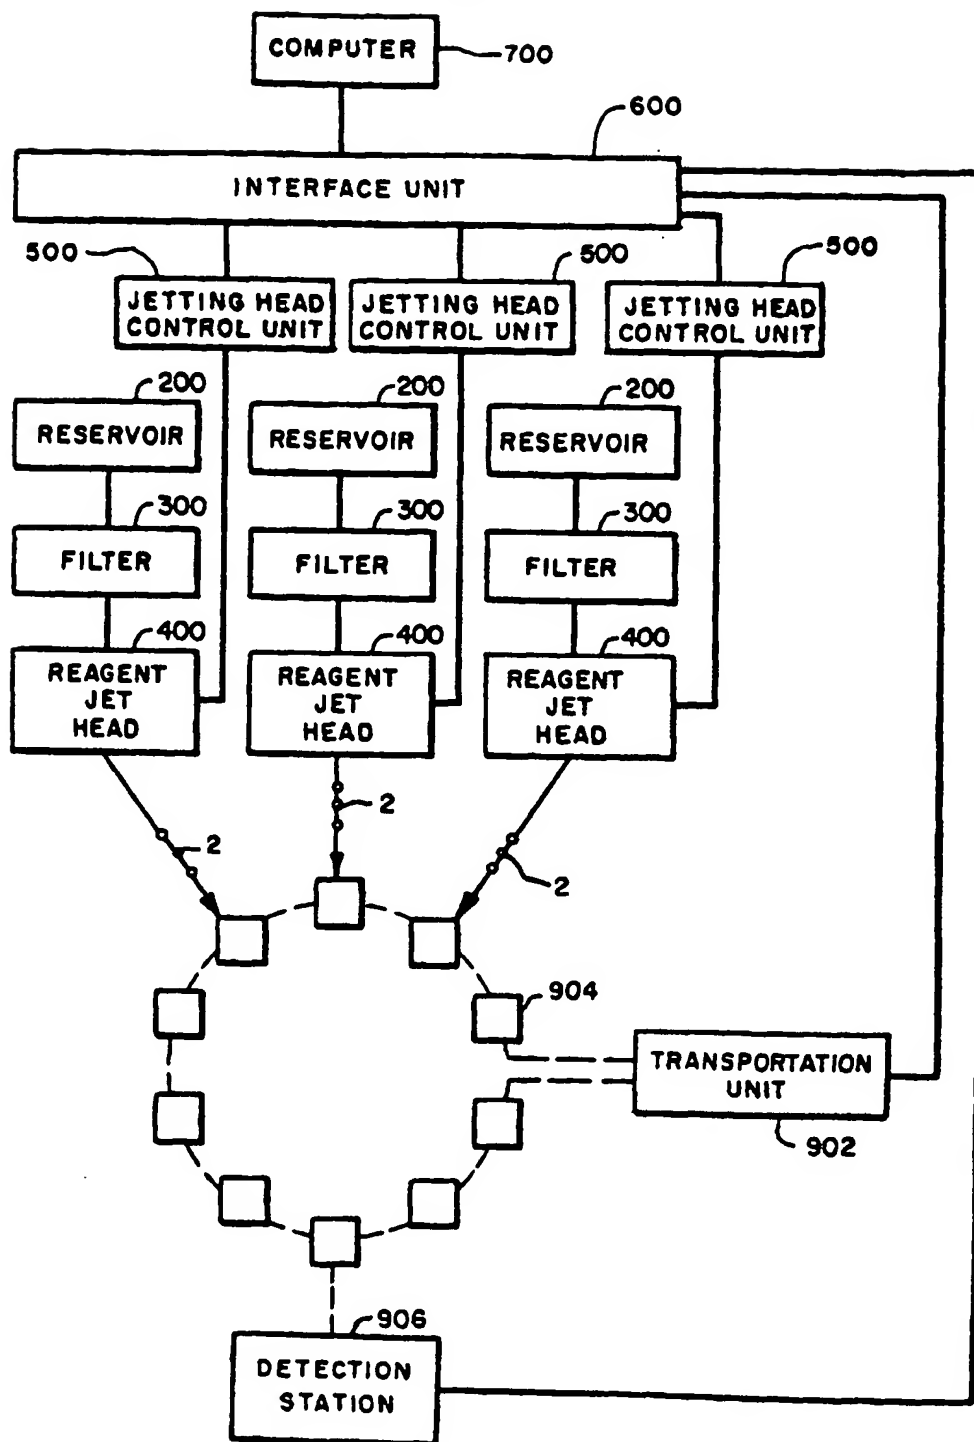 COMPUTER
700
600
INTERFACE UNIT
500
500
500
JETTING HEAD
CONTROL UNIT
JETTING HEAD
CONTROL UNIT
JETTING HEAD
CONTROL UNIT
200
200
200
RESERVOIR
RESERVOIR
RESERVOIR
300
300
300
FILTER
FILTER
FILTER
400
400
400
REAGENT
JET
HEAD
REAGENT
JET
HEAD
REAGENT
JET
HEAD
2
2
2
904
TRANSPORTATION
UNIT
902
906
DETECTION
STATION